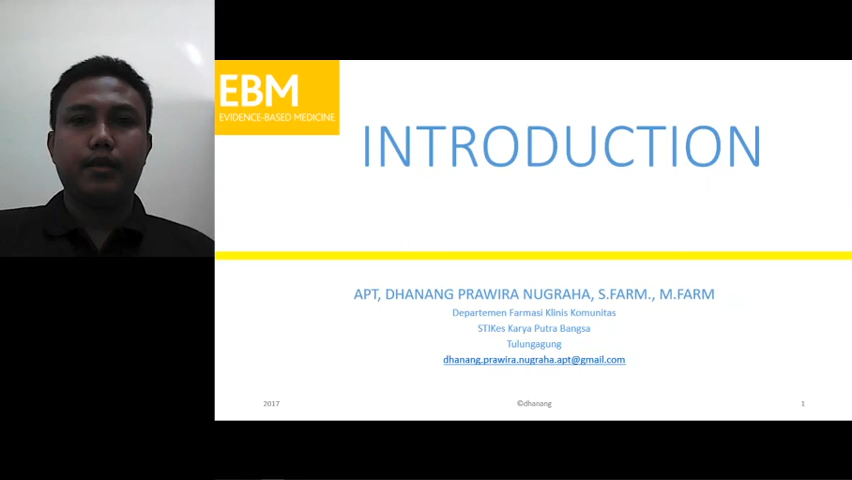 EBM
EVIDENCE-BASED MEDICINE
INTRODUCTION
APT, DHANANG PRAWIRA NUGRAHA, S.FARM., M.FARM
Departemen Farmasi Klinis Komunitas
STIKes Karya Putra Bangsa
Tulungagung
dhanang.prawira.nugraha.apt@gmail.com
2017 ©dhanang 1